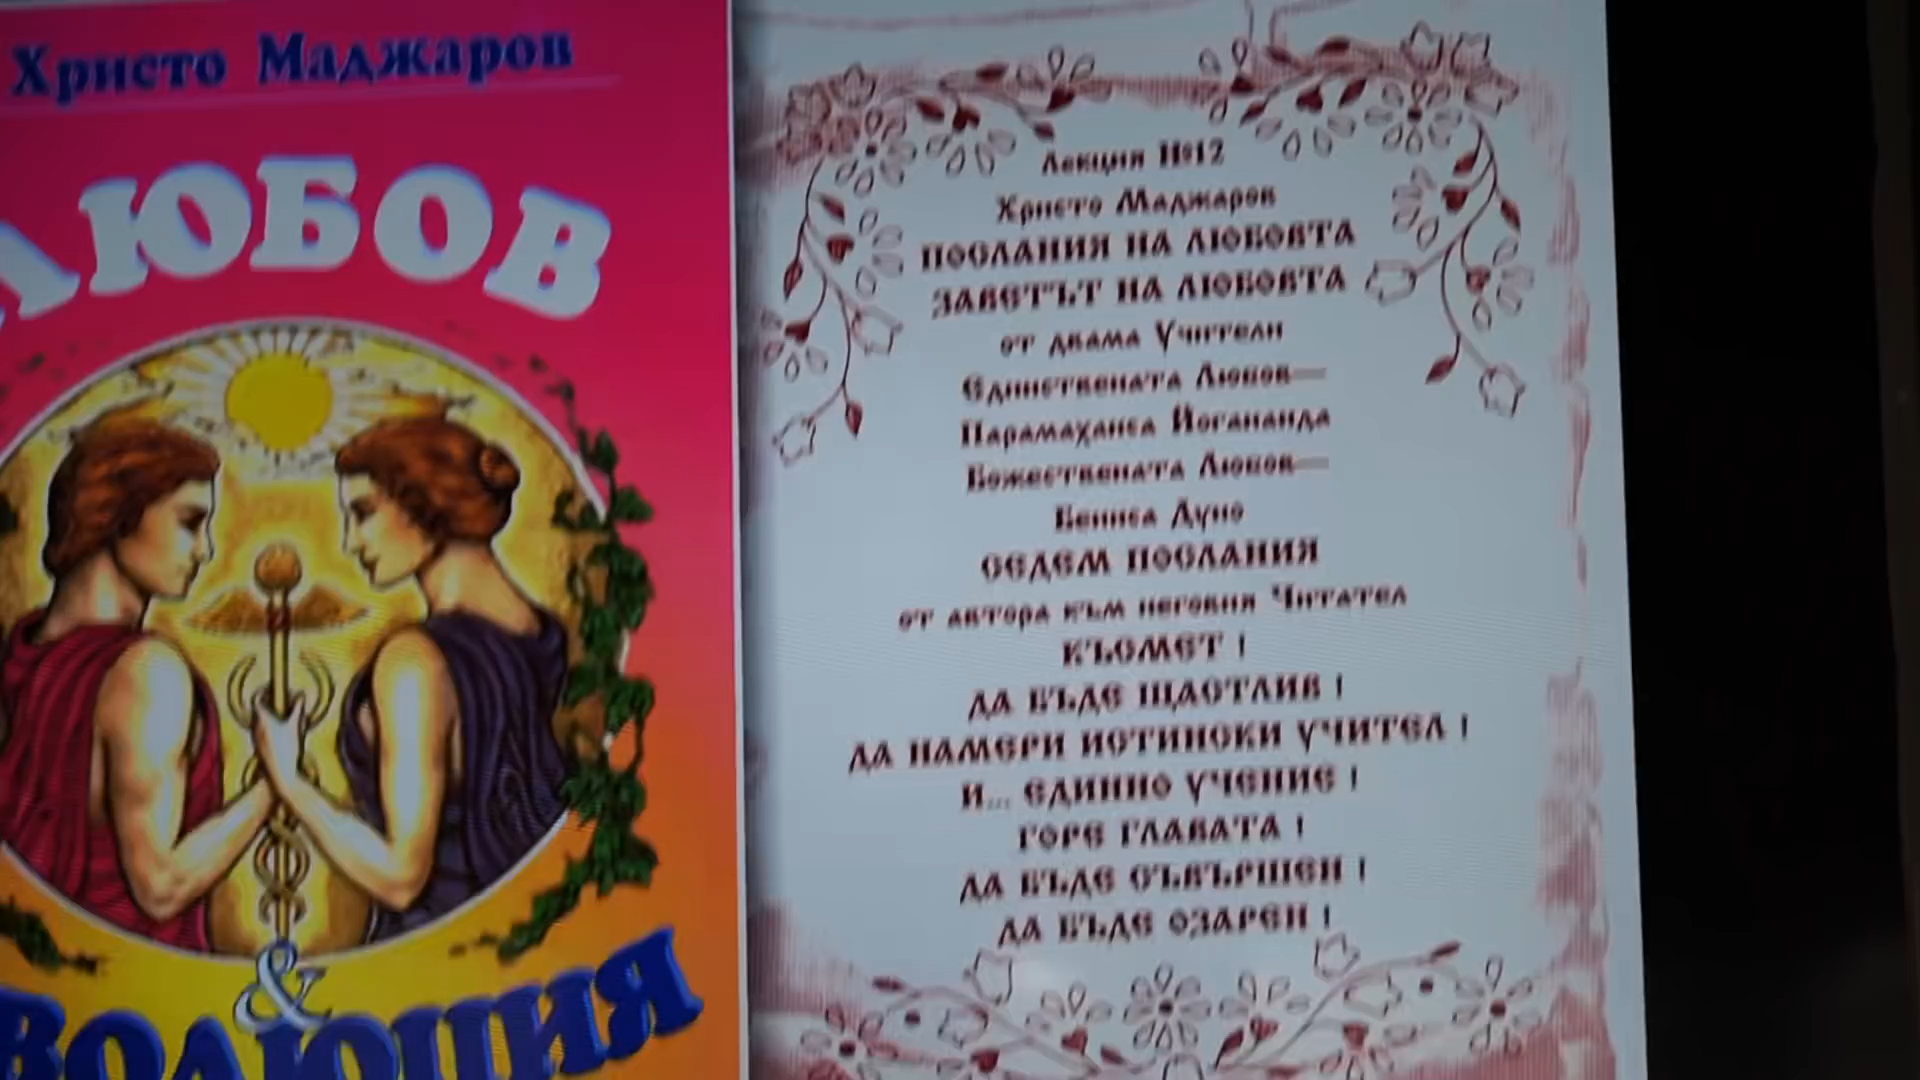 Христо Маджаров
ЛЮБОВ
&
ВОЛЮЦИЯ
Лекция №12
Христо Маджаров
ПОСЛАНИЯ НА ЛЮБОВТА
ЗАВЕТЪТ НА ЛЮБОВТА
от двама Учители
Единствената Любов—
Парамаханса Йогананда
Божествената Любов—
Беинса Дуно
СЕДЕМ ПОСЛАНИЯ
от автора към неговия Читател
КЪСМЕТ !
ДА БЪДЕ ЩАСТЛИВ !
ДА НАМЕРИ ИСТИНСКИ УЧИТЕЛ !
И... ЕДИННО УЧЕНИЕ !
ГОРЕ ГЛАВАТА !
ДА БЪДЕ СЪВЪРШЕН !
ДА БЪДЕ ОЗАРЕН !